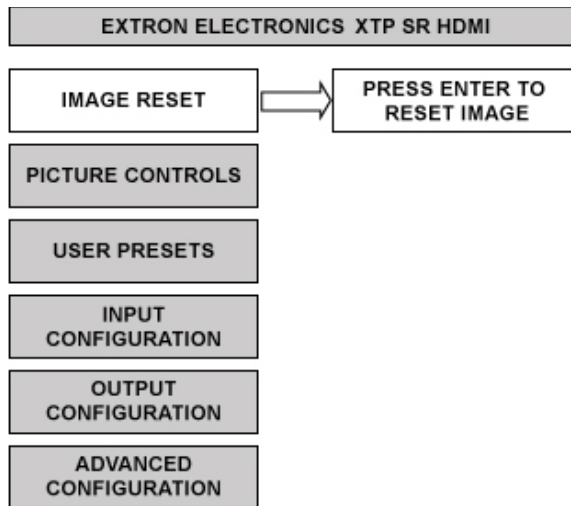 EXTRON ELECTRONICS XTP SR HDMI
IMAGE RESET
PRESS ENTER TO
RESET IMAGE
PICTURE CONTROLS
USER PRESETS
INPUT
CONFIGURATION
OUTPUT
CONFIGURATION
ADVANCED
CONFIGURATION